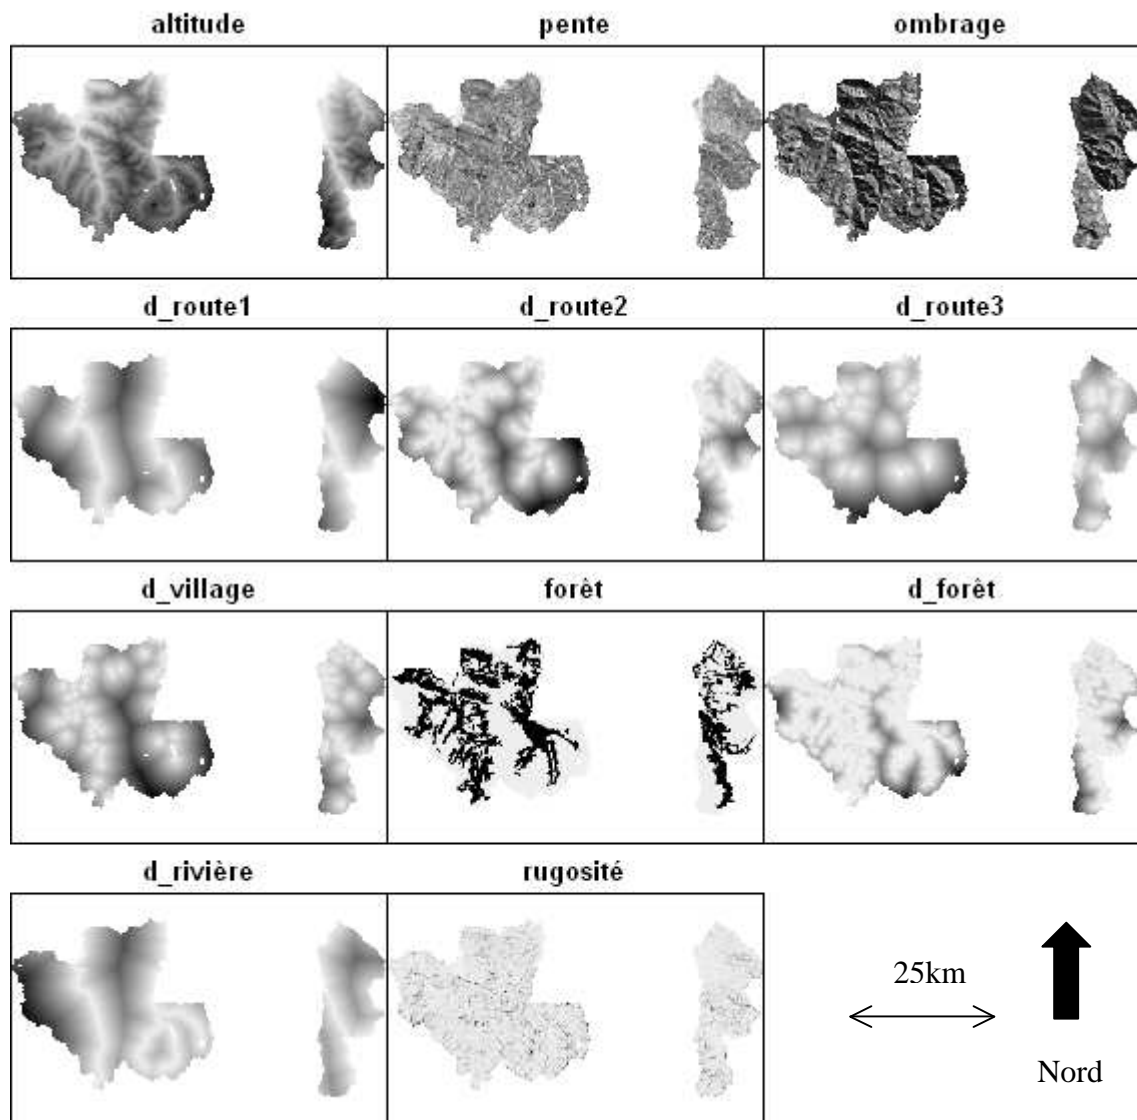 altitude pente ombrage
d_route1 d_route2 d_route3
d_village forêt d_forêt
d_rivière rugosité
25km
Nord